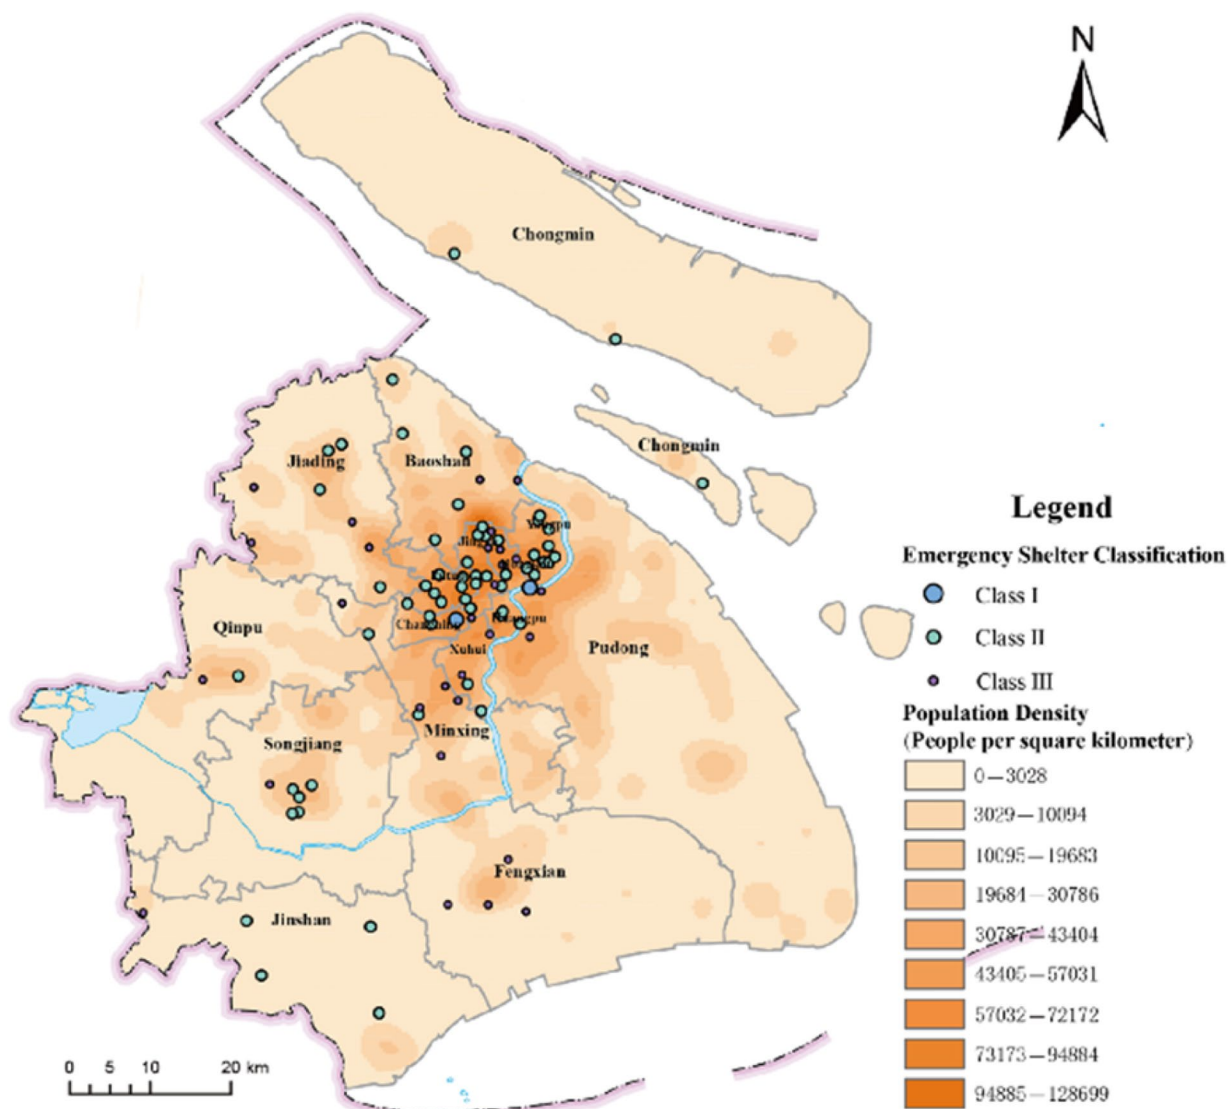 N
Chongmin
Chongmin
Jiading
Baoshan
Qinpu
Xuhui
Pudong
Songjiang
Minxing
Fengxian
Jinshan
0 5 10 20 km
Legend
Emergency Shelter Classification
Class I
Class II
Class III
Population Density
(People per square kilometer)
0—3028
3029—10094
10095—19683
19684—30786
30787—43404
43405—57031
57032—72172
73173—94884
94885—128699